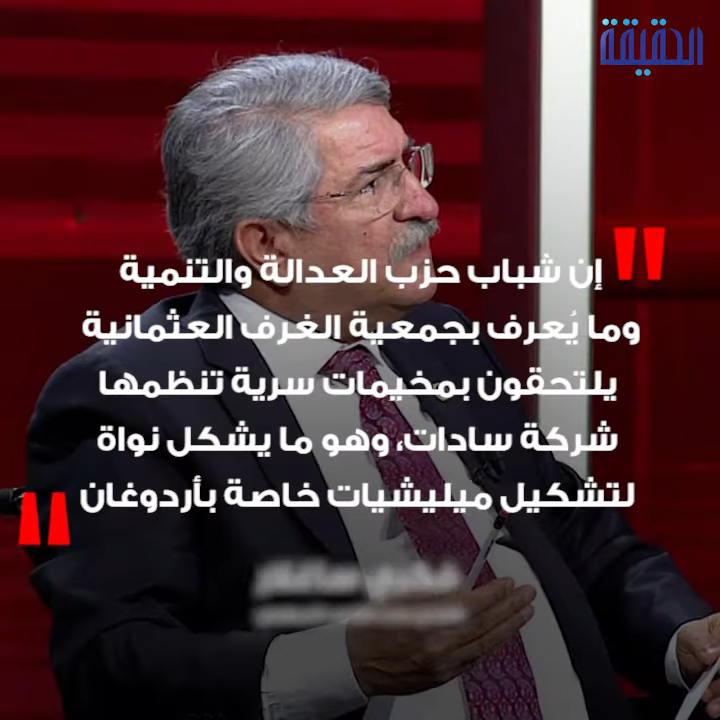 الحقيقة
إن شباب حزب العدالة والتنمية
وما يُعرف بجمعية الغرف العثمانية
يلتحقون بمخيمات سرية تنظمها
شركة سادات، وهو ما يشكل نواة
لتشكيل ميليشيات خاصة بأردوغان